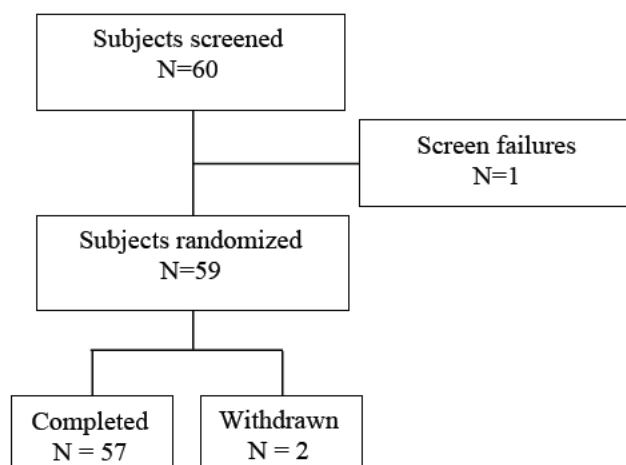 Subjects screened
N=60
Screen failures
N=1
Subjects randomized
N=59
Completed
N = 57
Withdrawn
N = 2